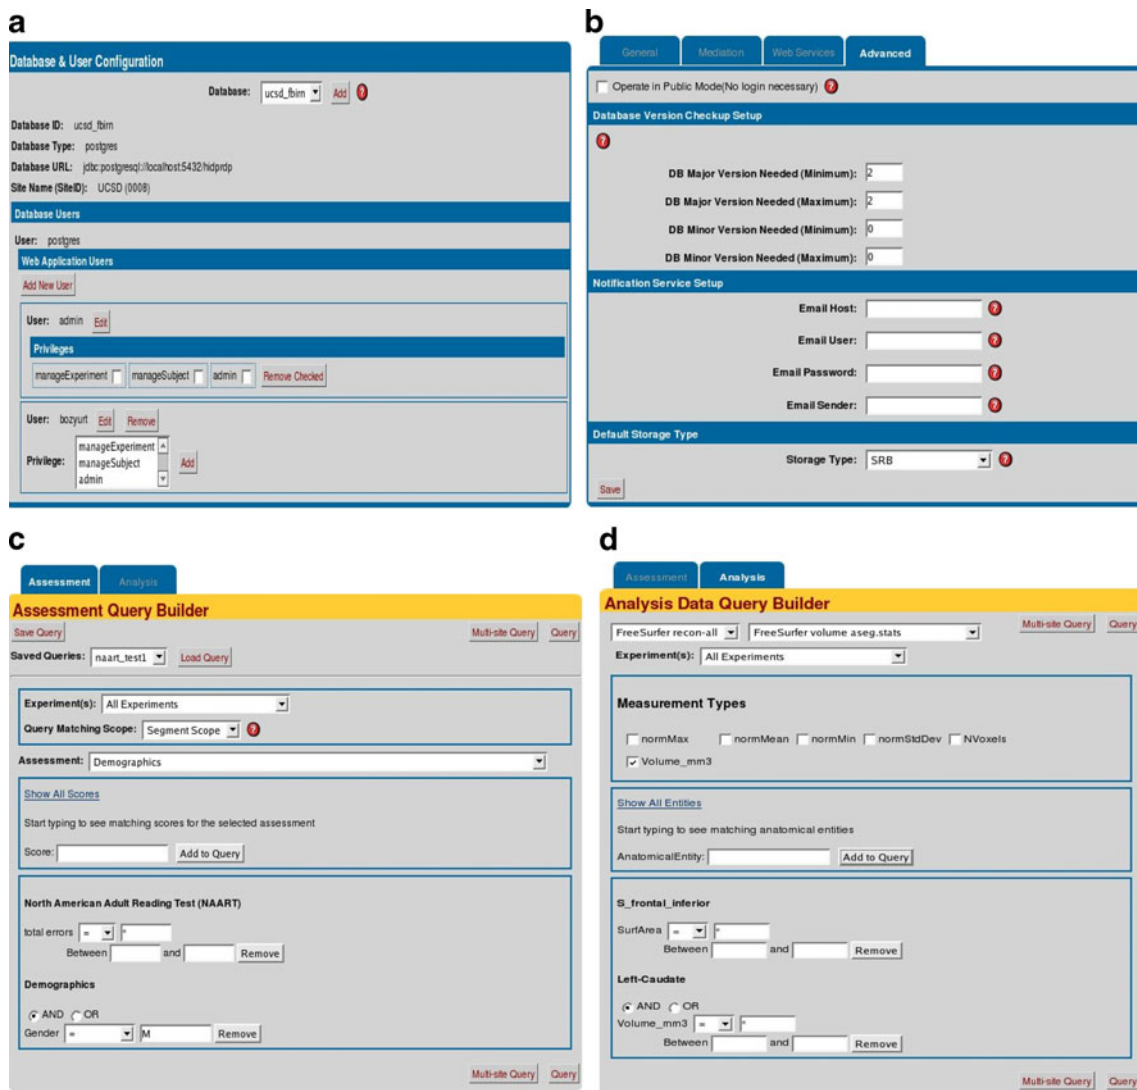 a
Database & User Configuration
Database: ucsd_fbirn Add ?
Database ID: ucsd_fbirn
Database Type: postgres
Database URL: jdbc:postgresql://localhost:5432/hidprdp
Site Name (SiteID): UCSD (0008)
Database Users
User: postgres
Web Application Users
Add New User
User: admin Edit
Privileges
manageExperiment manageSubject admin Remove Checked
User: bozyurt Edit Remove
Privilege: manageExperiment
manageSubject
admin
Add
b
General Mediation Web Services Advanced
Operate in Public Mode(No login necessary) ?
Database Version Checkup Setup
?
DB Major Version Needed (Minimum): 2
DB Major Version Needed (Maximum): 2
DB Minor Version Needed (Minimum): 0
DB Minor Version Needed (Maximum): 0
Notification Service Setup
Email Host: ?
Email User: ?
Email Password: ?
Email Sender: ?
Default Storage Type
Storage Type: SRB ?
Save
c
Assessment Analysis
Assessment Query Builder
Save Query Multi-site Query Query
Saved Queries: naart_test1 Load Query
Experiment(s): All Experiments
Query Matching Scope: Segment Scope ?
Assessment: Demographics
Show All Scores
Start typing to see matching scores for the selected assessment
Score: Add to Query
North American Adult Reading Test (NAART)
total errors = *
Between and Remove
Demographics
AND OR
Gender = M Remove
Multi-site Query Query
d
Assessment Analysis
Analysis Data Query Builder
FreeSurfer recon-all FreeSurfer volume aseg.stats Multi-site Query Query
Experiment(s): All Experiments
Measurement Types
normMax normMean normMin normStdDev NVoxels
Volume_mm3
Show All Entities
Start typing to see matching anatomical entities
AnatomicalEntity: Add to Query
S_frontal_inferior
SurfArea = *
Between and Remove
Left-Caudate
AND OR
Volume_mm3 = *
Between and Remove
Multi-site Query Query